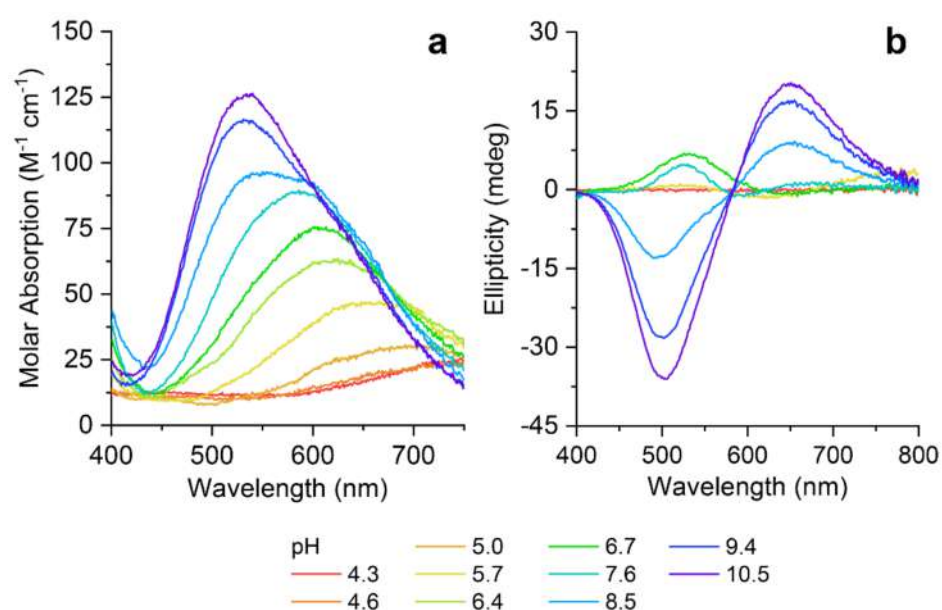 a
150
125
100
75
50
25
0
Molar Absorption (M⁻¹ cm⁻¹)
400 500 600 700
Wavelength (nm)
b
30
15
0
-15
-30
-45
Ellipticity (mdeg)
400 500 600 700 800
Wavelength (nm)
pH 5.0 6.7 9.4
4.3 5.7 7.6 10.5
4.6 6.4 8.5